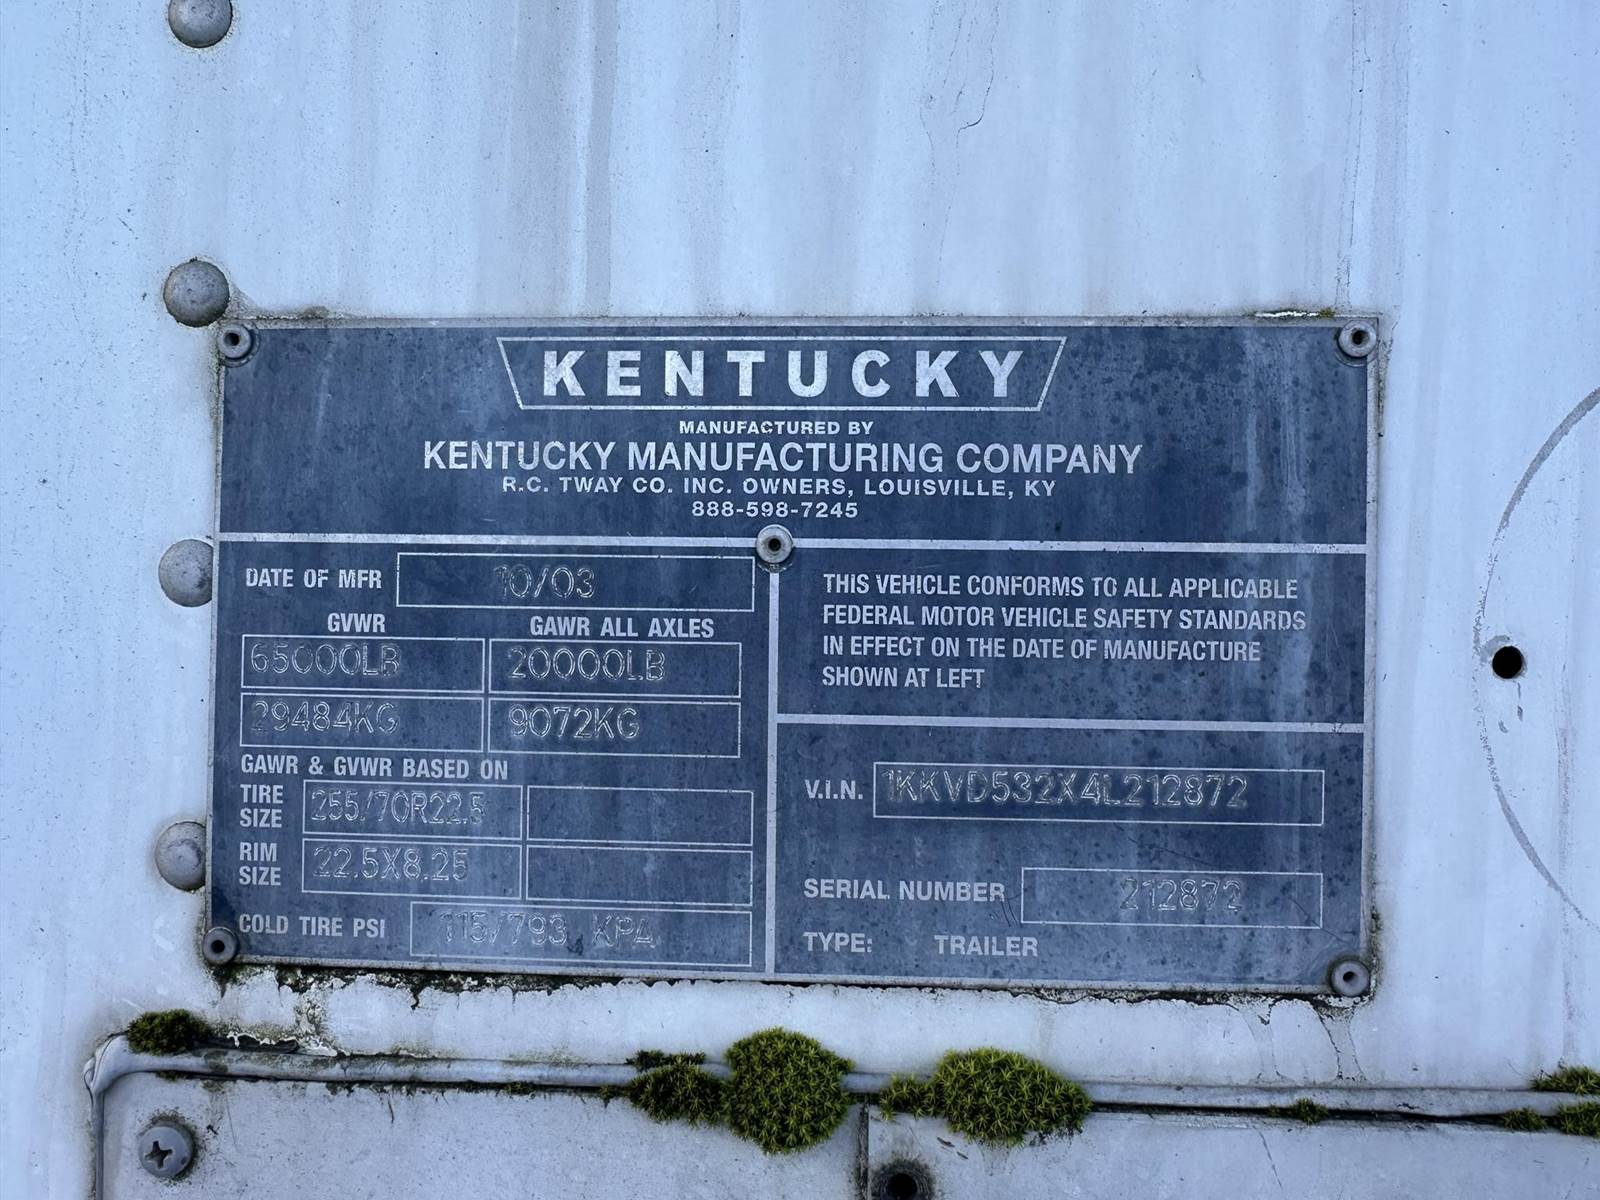 KENTUCKY
MANUFACTURED BY
KENTUCKY MANUFACTURING COMPANY
R.C. TWAY CO. INC. OWNERS, LOUISVILLE, KY
888-598-7245
DATE OF MFR 10/03
GVWR GAWR ALL AXLES
65000LB 20000LB
29484KG 9072KG
GAWR & GVWR BASED ON
TIRE SIZE 255/70R22.5
RIM SIZE 22.5X8.25
COLD TIRE PSI 115/793 KPA
THIS VEHICLE CONFORMS TO ALL APPLICABLE
FEDERAL MOTOR VEHICLE SAFETY STANDARDS
IN EFFECT ON THE DATE OF MANUFACTURE
SHOWN AT LEFT
V.I.N. 1KKVD532X4L212872
SERIAL NUMBER 212872
TYPE: TRAILER